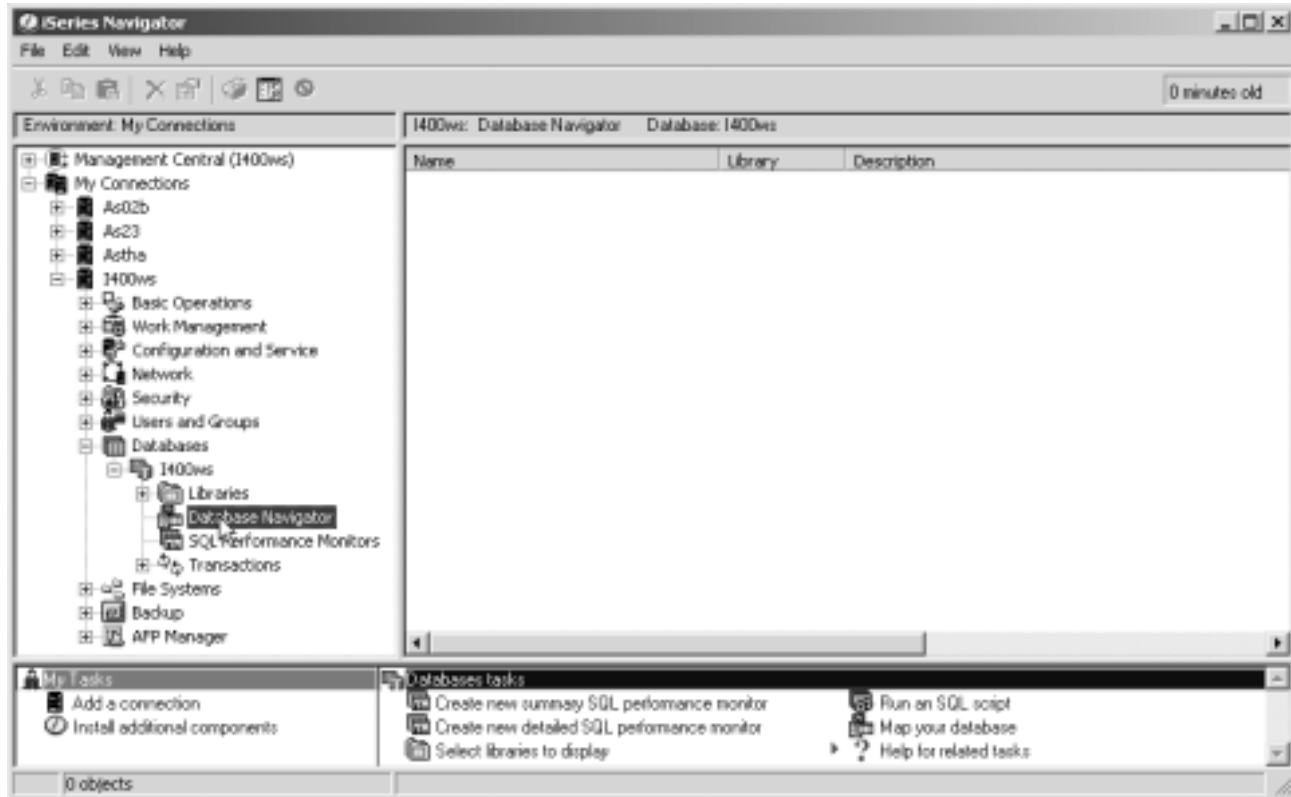 iSeries Navigator
File Edit View Help
0 minutes old
Environment: My Connections
I400ws: Database Navigator Database: I400ws
Management Central (I400ws)
My Connections
As02b
As23
Astha
I400ws
Basic Operations
Work Management
Configuration and Service
Network
Security
Users and Groups
Databases
I400ws
Libraries
Database Navigator
SQL Performance Monitors
Transactions
File Systems
Backup
AFP Manager
Name Library Description
My Tasks
Add a connection
Install additional components
Databases tasks
Create new summary SQL performance monitor
Create new detailed SQL performance monitor
Select libraries to display
Run an SQL script
Map your database
Help for related tasks
0 objects